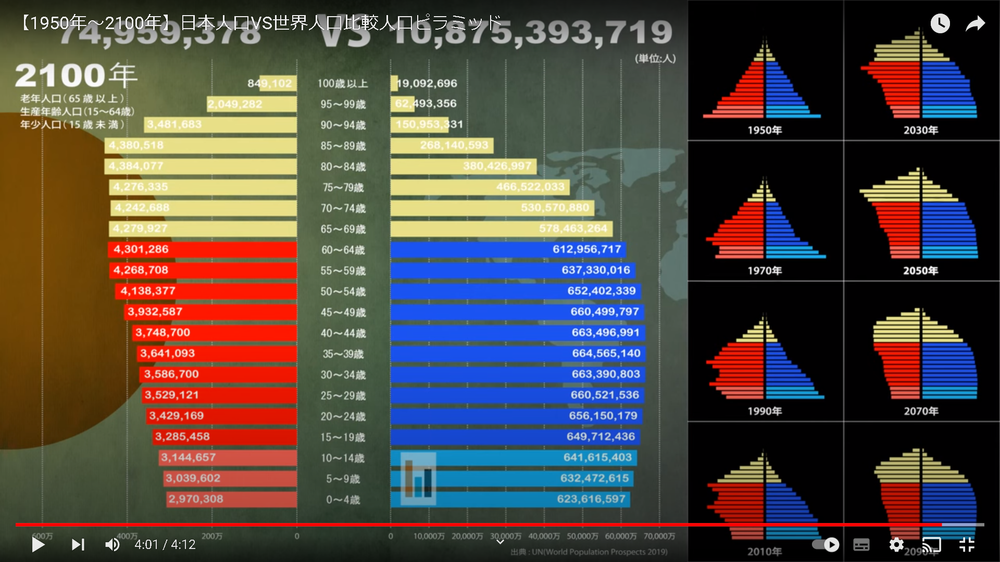 【1950年～2100年】日本人口VS世界人口比較人口ピラミッド
74,959,378 VS 10,875,393,719
(単位:人)
2100年
老年人口(65歳以上)
生産年齢人口(15～64歳)
年少人口(15歳未満)
849,102 100歳以上 19,092,696
2,049,282 95～99歳 62,493,356
3,481,683 90～94歳 150,953,331
4,380,518 85～89歳 268,140,593
4,384,077 80～84歳 380,426,997
4,276,335 75～79歳 466,522,033
4,242,688 70～74歳 530,570,880
4,279,927 65～69歳 578,463,264
4,301,286 60～64歳 612,956,717
4,268,708 55～59歳 637,330,016
4,138,377 50～54歳 652,402,339
3,932,587 45～49歳 660,499,797
3,748,700 40～44歳 663,496,991
3,641,093 35～39歳 664,565,140
3,586,700 30～34歳 663,390,803
3,529,121 25～29歳 660,521,536
3,429,169 20～24歳 656,150,179
3,285,458 15～19歳 649,712,436
3,144,657 10～14歳 641,615,403
3,039,602 5～9歳 632,472,615
2,970,308 0～4歳 623,616,597
600万 400万 200万 0 0 10,000万 20,000万 30,000万 40,000万 50,000万 60,000万 70,000万
4:01 / 4:12
出典:UN(World Population Prospects 2019)
1950年 2030年
1970年 2050年
1990年 2070年
2010年 2090年